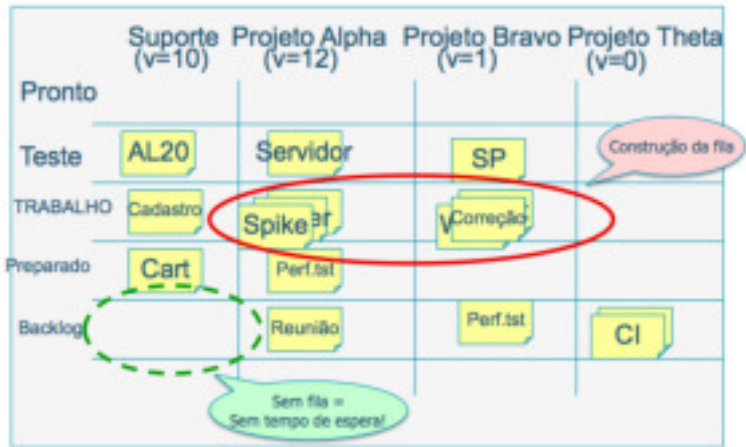 Suporte Projeto Alpha Projeto Bravo Projeto Theta
(v=10) (v=12) (v=1) (v=0)
Pronto
Teste AL20 Servidor SP
Construção da fila
TRABALHO Cadastro Spike Correção
Preparado Cart Perf.tst
Backlog Reunião Perf.tst CI
Sem fila =
Sem tempo de espera!